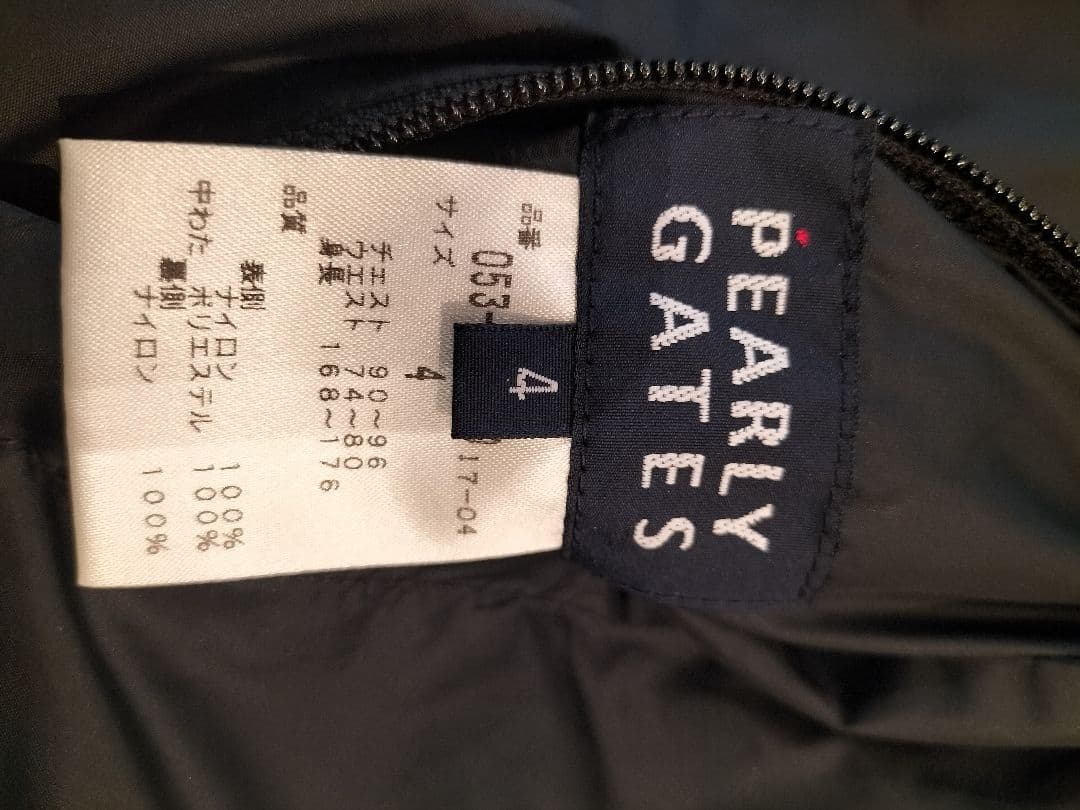 PEARLY
GATES
4
品番
053-
17-04
サイズ
4
チェスト 90~96
ウエスト 74~80
身長 168~176
品質
表側
ナイロン 100%
中わた ポリエステル 100%
裏側
ナイロン 100%